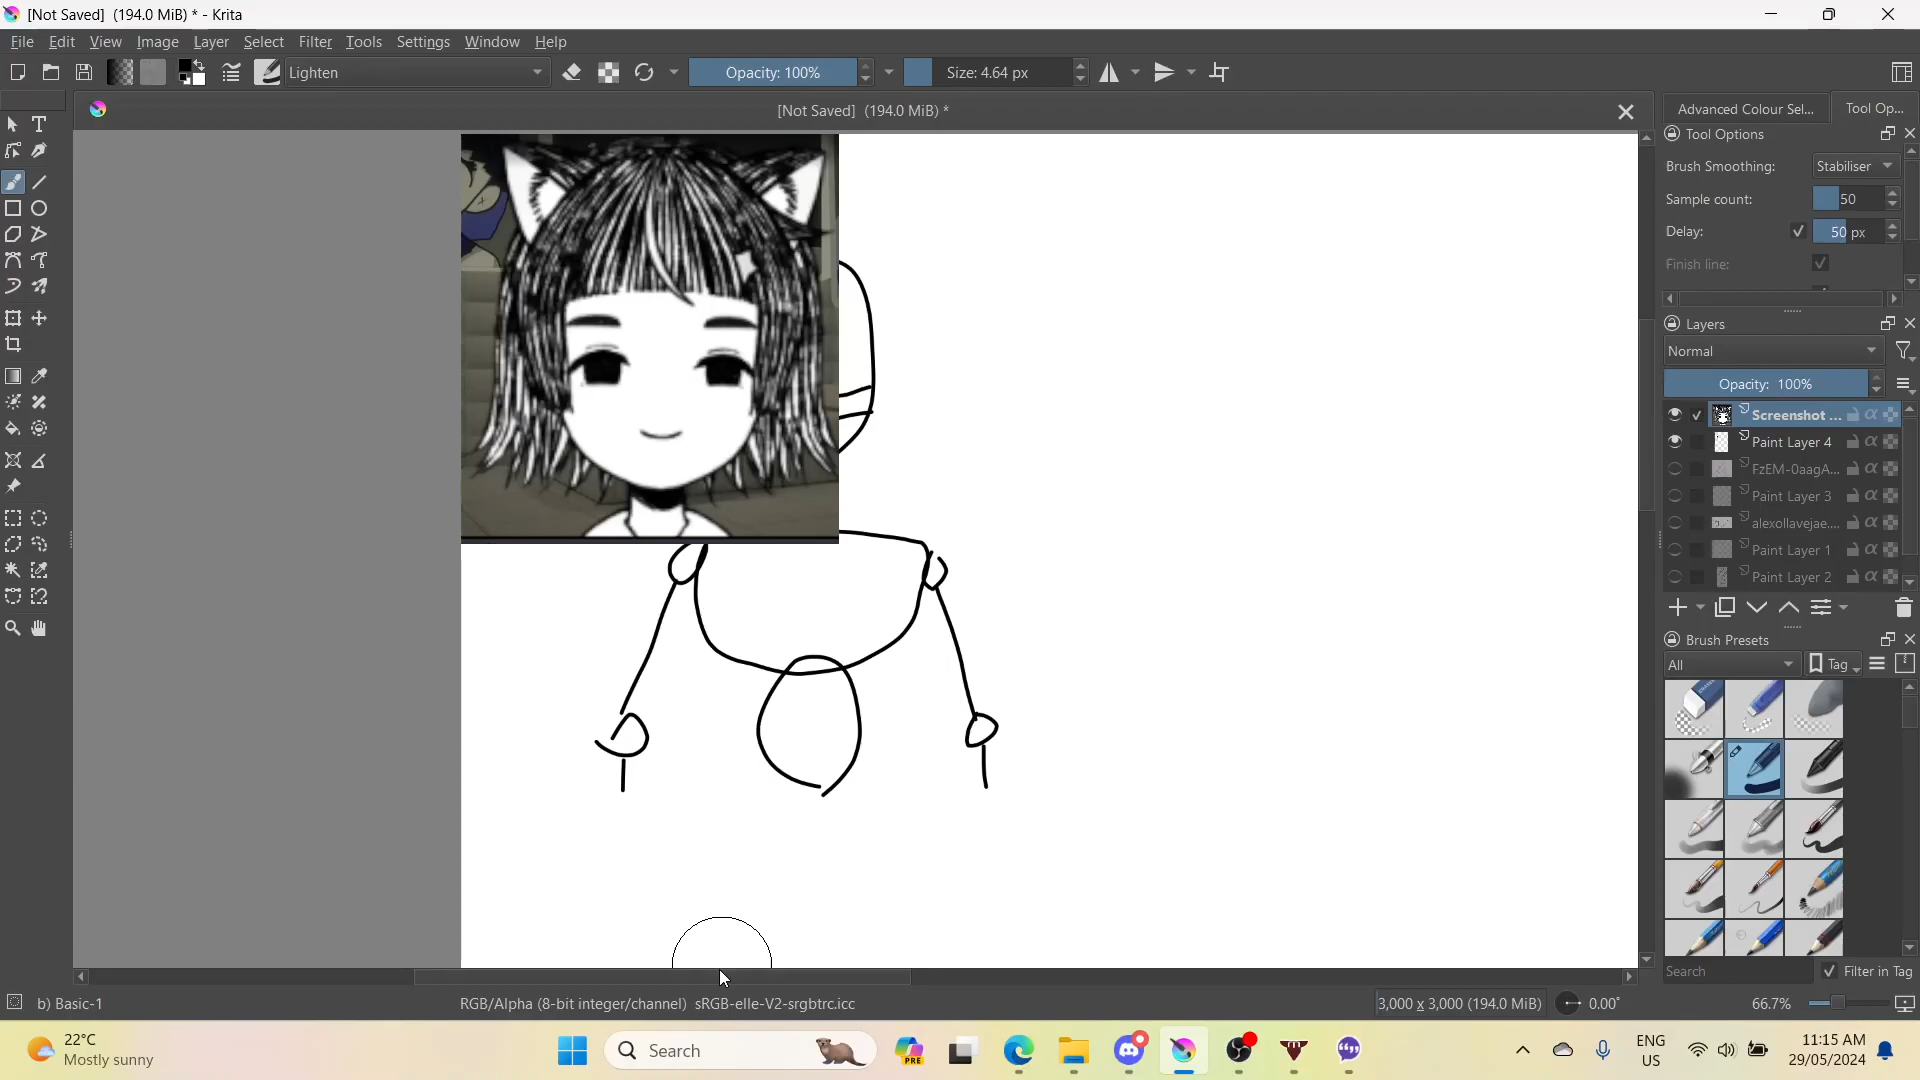 [Not Saved] (194.0 MiB) * - Krita
File Edit View Image Layer Select Filter Tools Settings Window Help
Lighten
Opacity: 100%
Size: 4.64 px
[Not Saved] (194.0 MiB) *
Advanced Colour Sel...
Tool Op...
Tool Options
Brush Smoothing:
Stabiliser
Sample count:
50
Delay:
50 px
Finish line:
Layers
Normal
Opacity: 100%
Screenshot ...
Paint Layer 4
FzEM-0aagA...
Paint Layer 3
alexollavejae....
Paint Layer 1
Paint Layer 2
Brush Presets
All
Tag
Search
Filter in Tag
b) Basic-1
RGB/Alpha (8-bit integer/channel) sRGB-elle-V2-srgbtrc.icc
3,000 x 3,000 (194.0 MiB)
0.00°
66.7%
22°C
Mostly sunny
Search
PRE
ENG
US
11:15 AM
29/05/2024